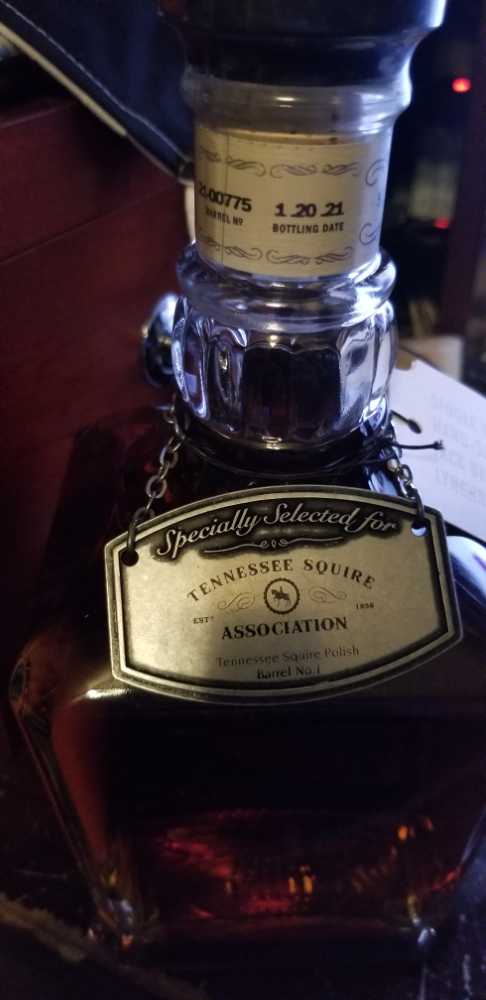 21-00775
BARREL Nº
1.20.21
BOTTLING DATE
Specially Selected for
TENNESSEE SQUIRE
EST.
1956
ASSOCIATION
Tennessee Squire Polish
Barrel No.1